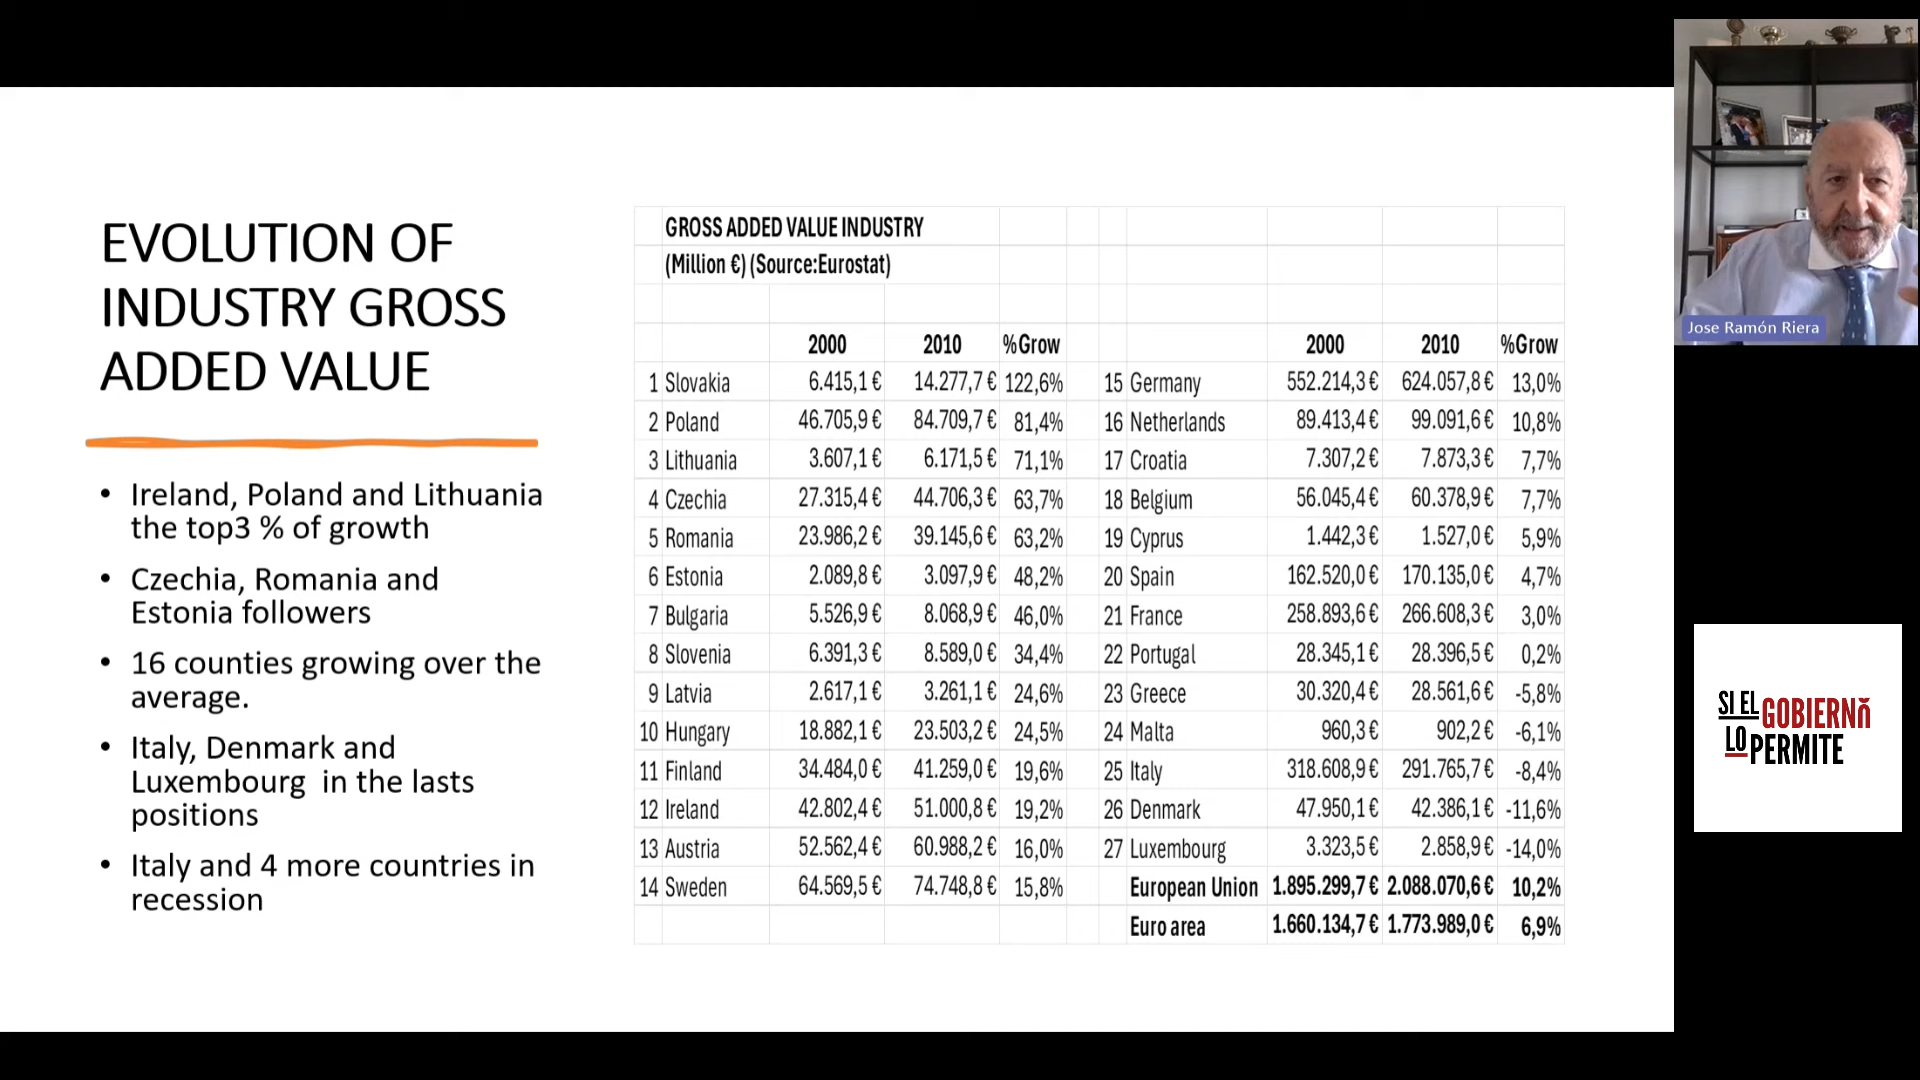 EVOLUTION OF
INDUSTRY GROSS
ADDED VALUE
• Ireland, Poland and Lithuania
the top3 % of growth
• Czechia, Romania and
Estonia followers
• 16 counties growing over the
average.
• Italy, Denmark and
Luxembourg in the lasts
positions
• Italy and 4 more countries in
recession
GROSS ADDED VALUE INDUSTRY
(Million €) (Source:Eurostat)
2000 2010 %Grow
1 Slovakia 6.415,1 € 14.277,7 € 122,6%
2 Poland 46.705,9 € 84.709,7 € 81,4%
3 Lithuania 3.607,1 € 6.171,5 € 71,1%
4 Czechia 27.315,4 € 44.706,3 € 63,7%
5 Romania 23.986,2 € 39.145,6 € 63,2%
6 Estonia 2.089,8 € 3.097,9 € 48,2%
7 Bulgaria 5.526,9 € 8.068,9 € 46,0%
8 Slovenia 6.391,3 € 8.589,0 € 34,4%
9 Latvia 2.617,1 € 3.261,1 € 24,6%
10 Hungary 18.882,1 € 23.503,2 € 24,5%
11 Finland 34.484,0 € 41.259,0 € 19,6%
12 Ireland 42.802,4 € 51.000,8 € 19,2%
13 Austria 52.562,4 € 60.988,2 € 16,0%
14 Sweden 64.569,5 € 74.748,8 € 15,8%
2000 2010 %Grow
15 Germany 552.214,3 € 624.057,8 € 13,0%
16 Netherlands 89.413,4 € 99.091,6 € 10,8%
17 Croatia 7.307,2 € 7.873,3 € 7,7%
18 Belgium 56.045,4 € 60.378,9 € 7,7%
19 Cyprus 1.442,3 € 1.527,0 € 5,9%
20 Spain 162.520,0 € 170.135,0 € 4,7%
21 France 258.893,6 € 266.608,3 € 3,0%
22 Portugal 28.345,1 € 28.396,5 € 0,2%
23 Greece 30.320,4 € 28.561,6 € -5,8%
24 Malta 960,3 € 902,2 € -6,1%
25 Italy 318.608,9 € 291.765,7 € -8,4%
26 Denmark 47.950,1 € 42.386,1 € -11,6%
27 Luxembourg 3.323,5 € 2.858,9 € -14,0%
European Union 1.895.299,7 € 2.088.070,6 € 10,2%
Euro area 1.660.134,7 € 1.773.989,0 € 6,9%
Jose Ramón Riera
SI EL GOBIERNO
LO PERMITE